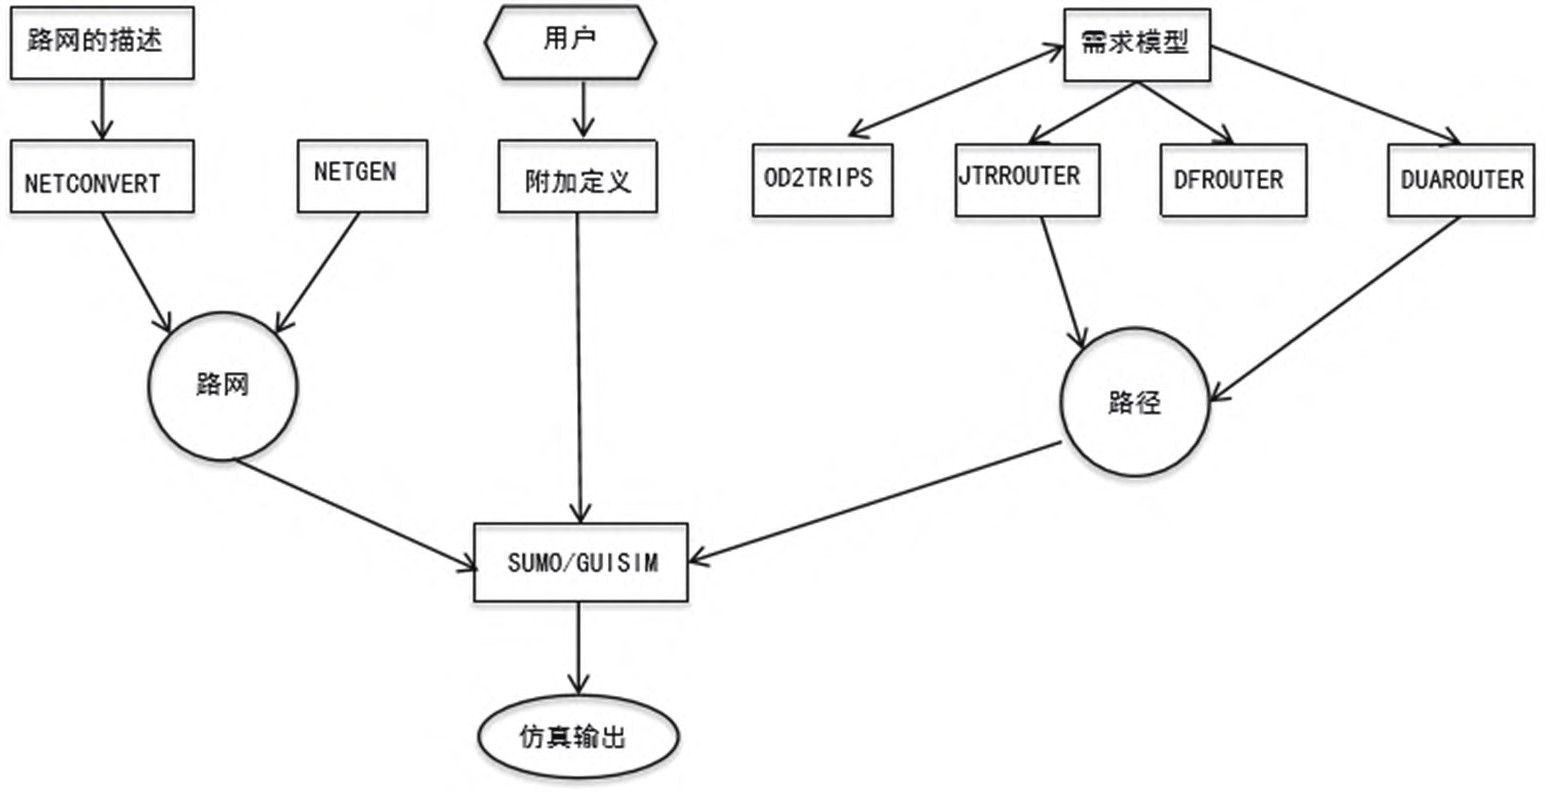 路网的描述
用户
需求模型
NETCONVERT
NETGEN
附加定义
OD2TRIPS
JTRROUTER
DFROUTER
DUAROUTER
路网
路径
SUMO/GUISIM
仿真输出